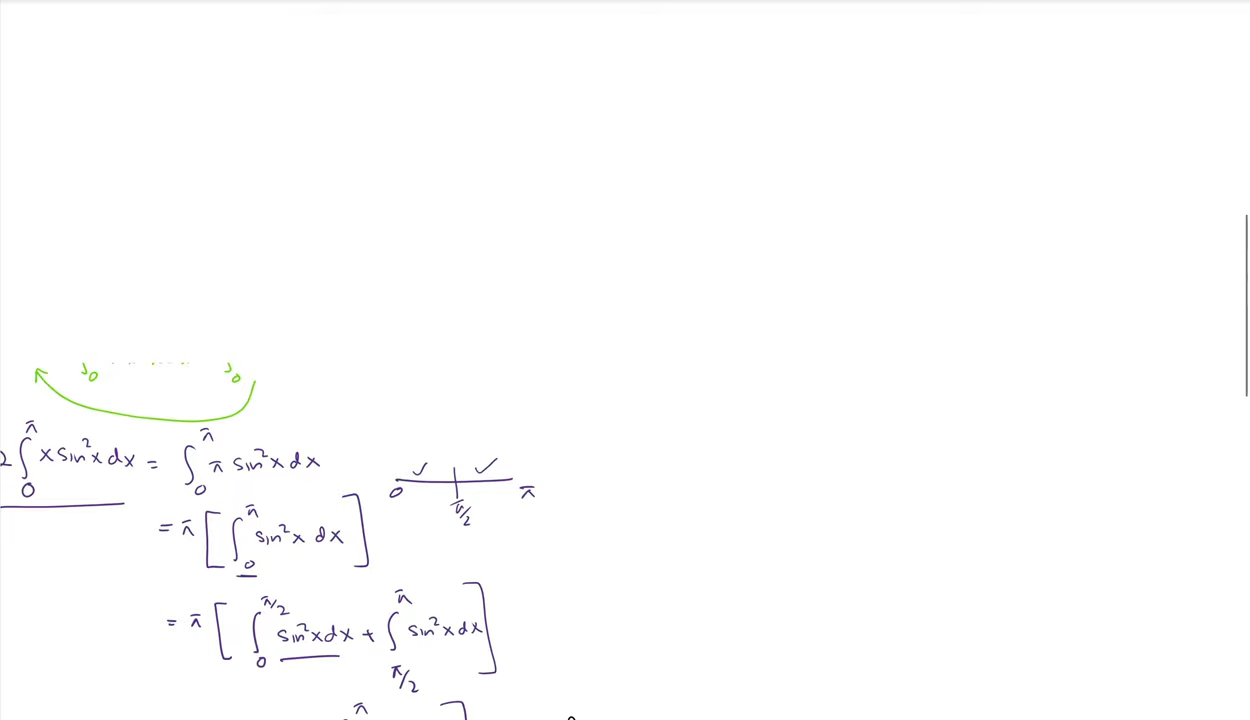 2∫₀^π x sin²x dx = ∫₀^π π sin²x dx
0 π/2 π
= π [ ∫₀^π sin²x dx ]
= π [ ∫₀^{π/2} sin²x dx + ∫_{π/2}^π sin²x dx ]